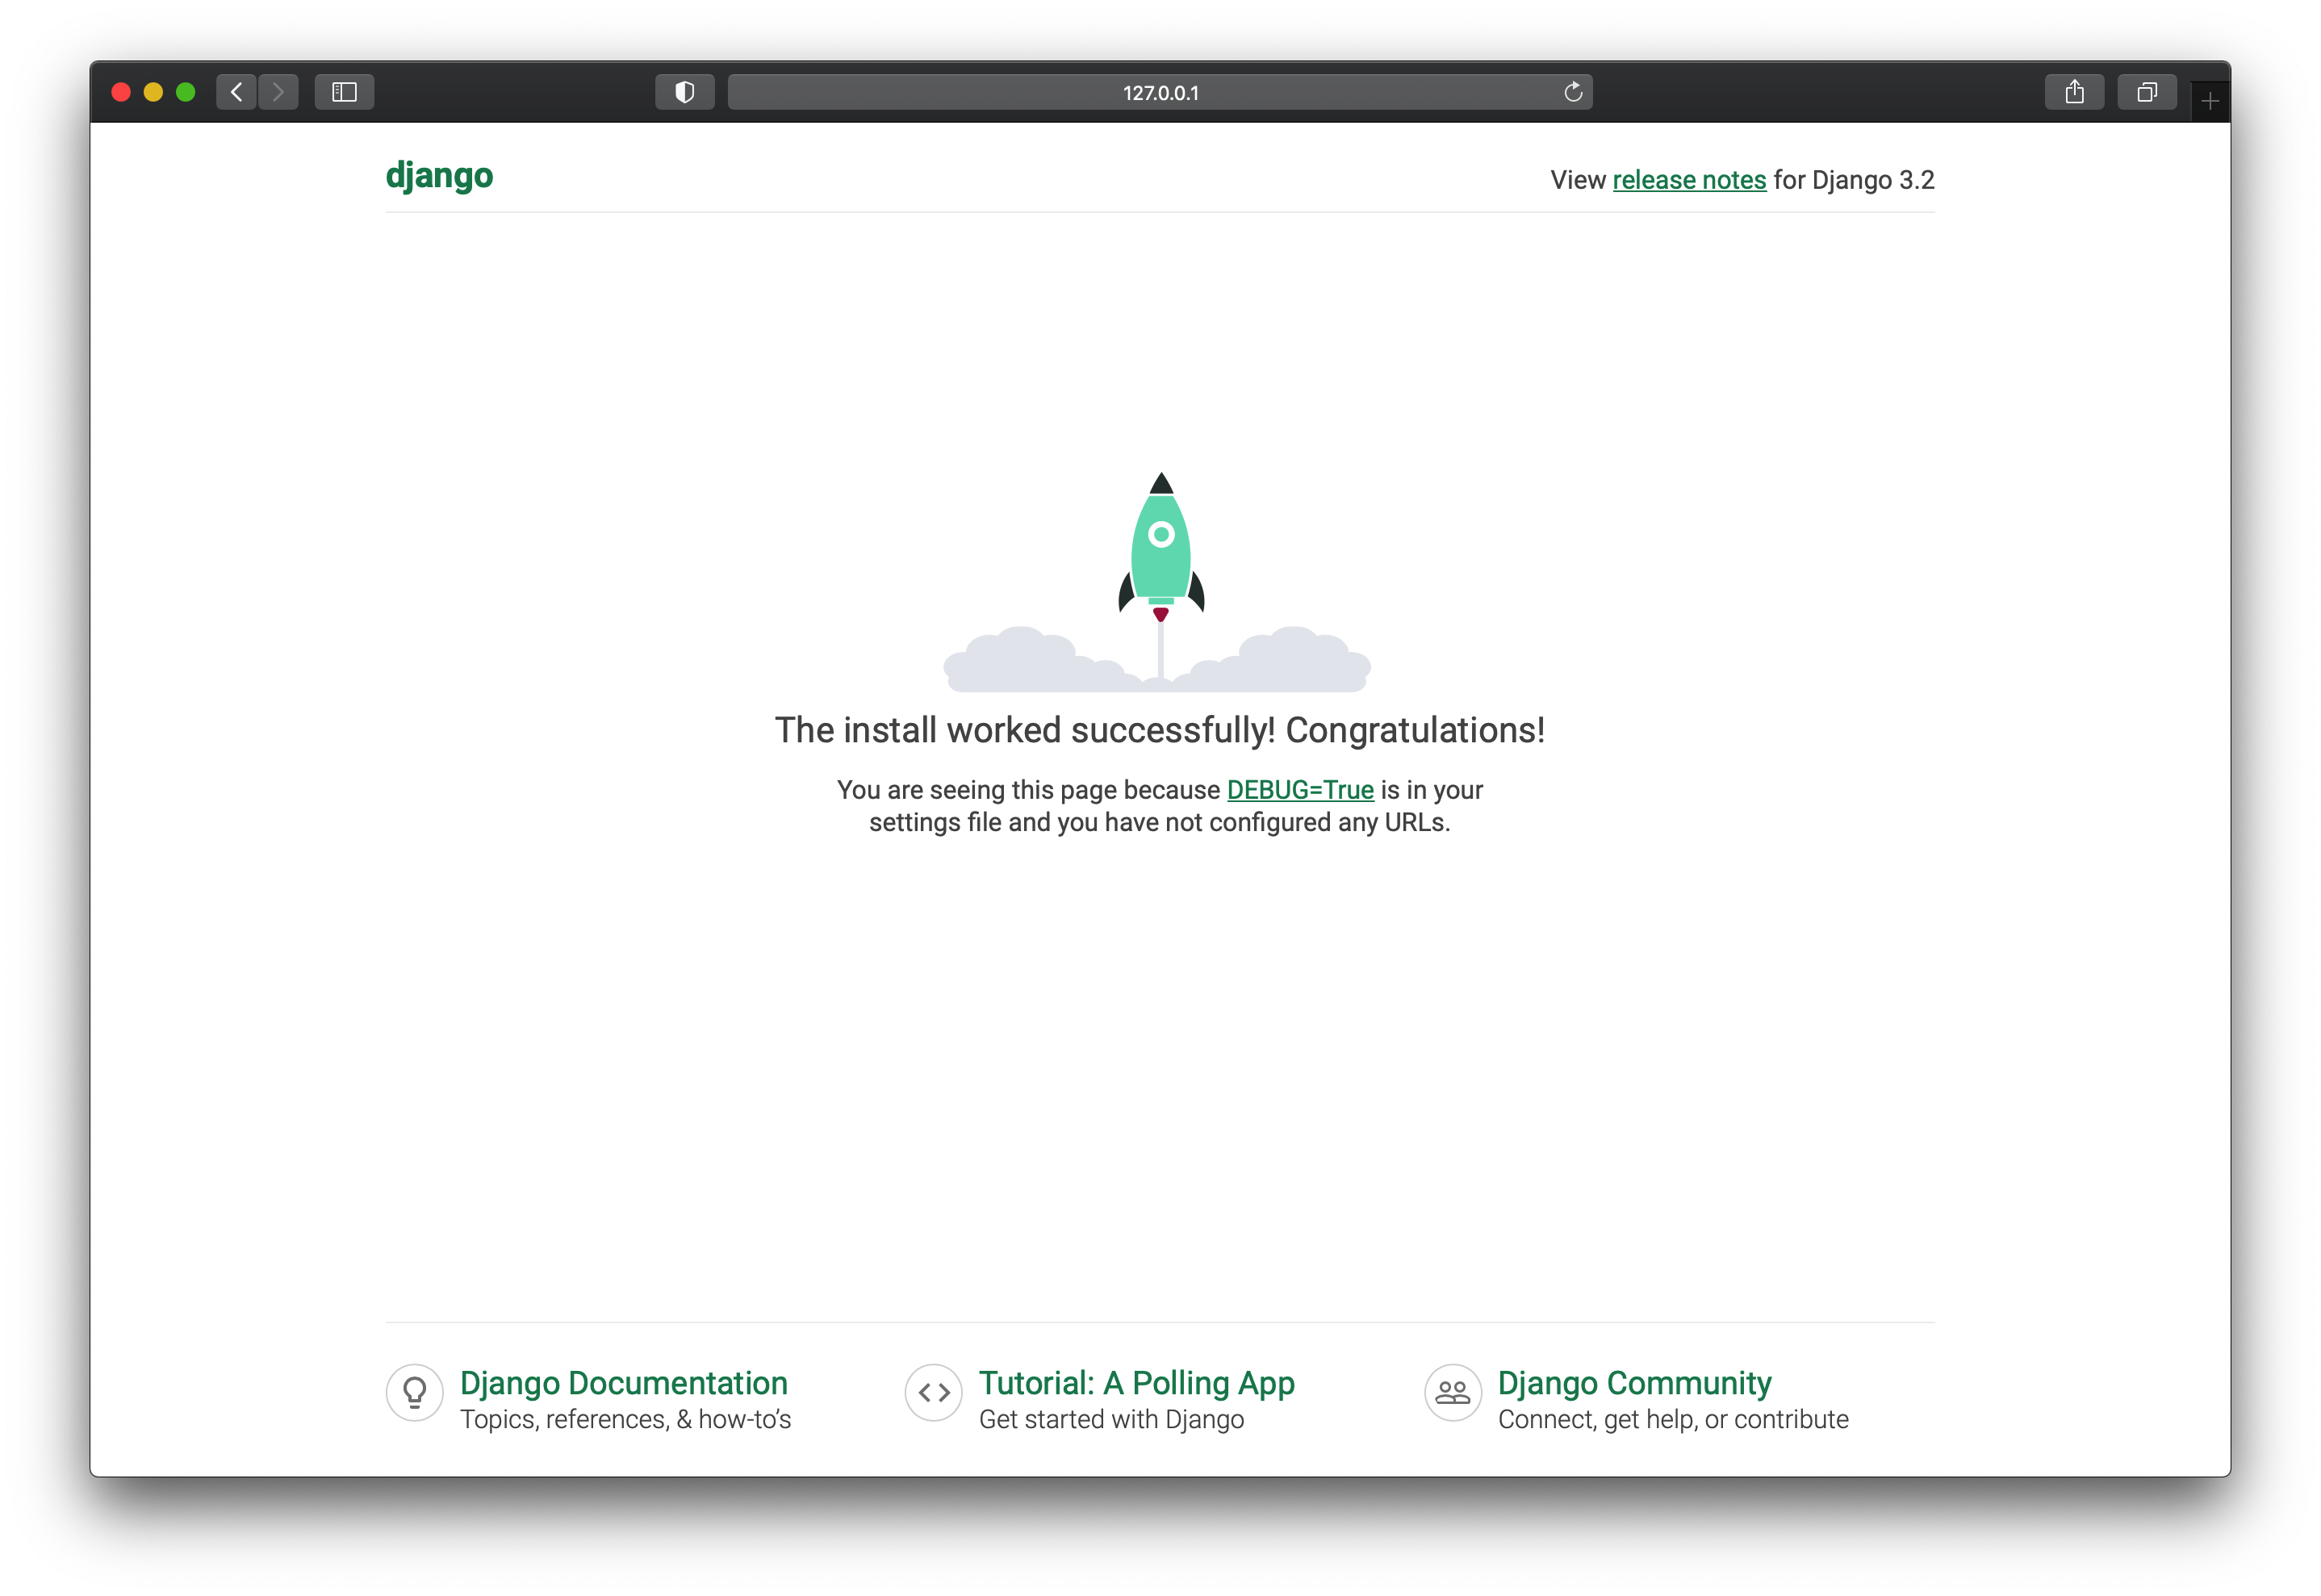 127.0.0.1
django
View release notes for Django 3.2
The install worked successfully! Congratulations!
You are seeing this page because DEBUG=True is in your
settings file and you have not configured any URLs.
Django Documentation
Topics, references, & how-to’s
Tutorial: A Polling App
Get started with Django
Django Community
Connect, get help, or contribute